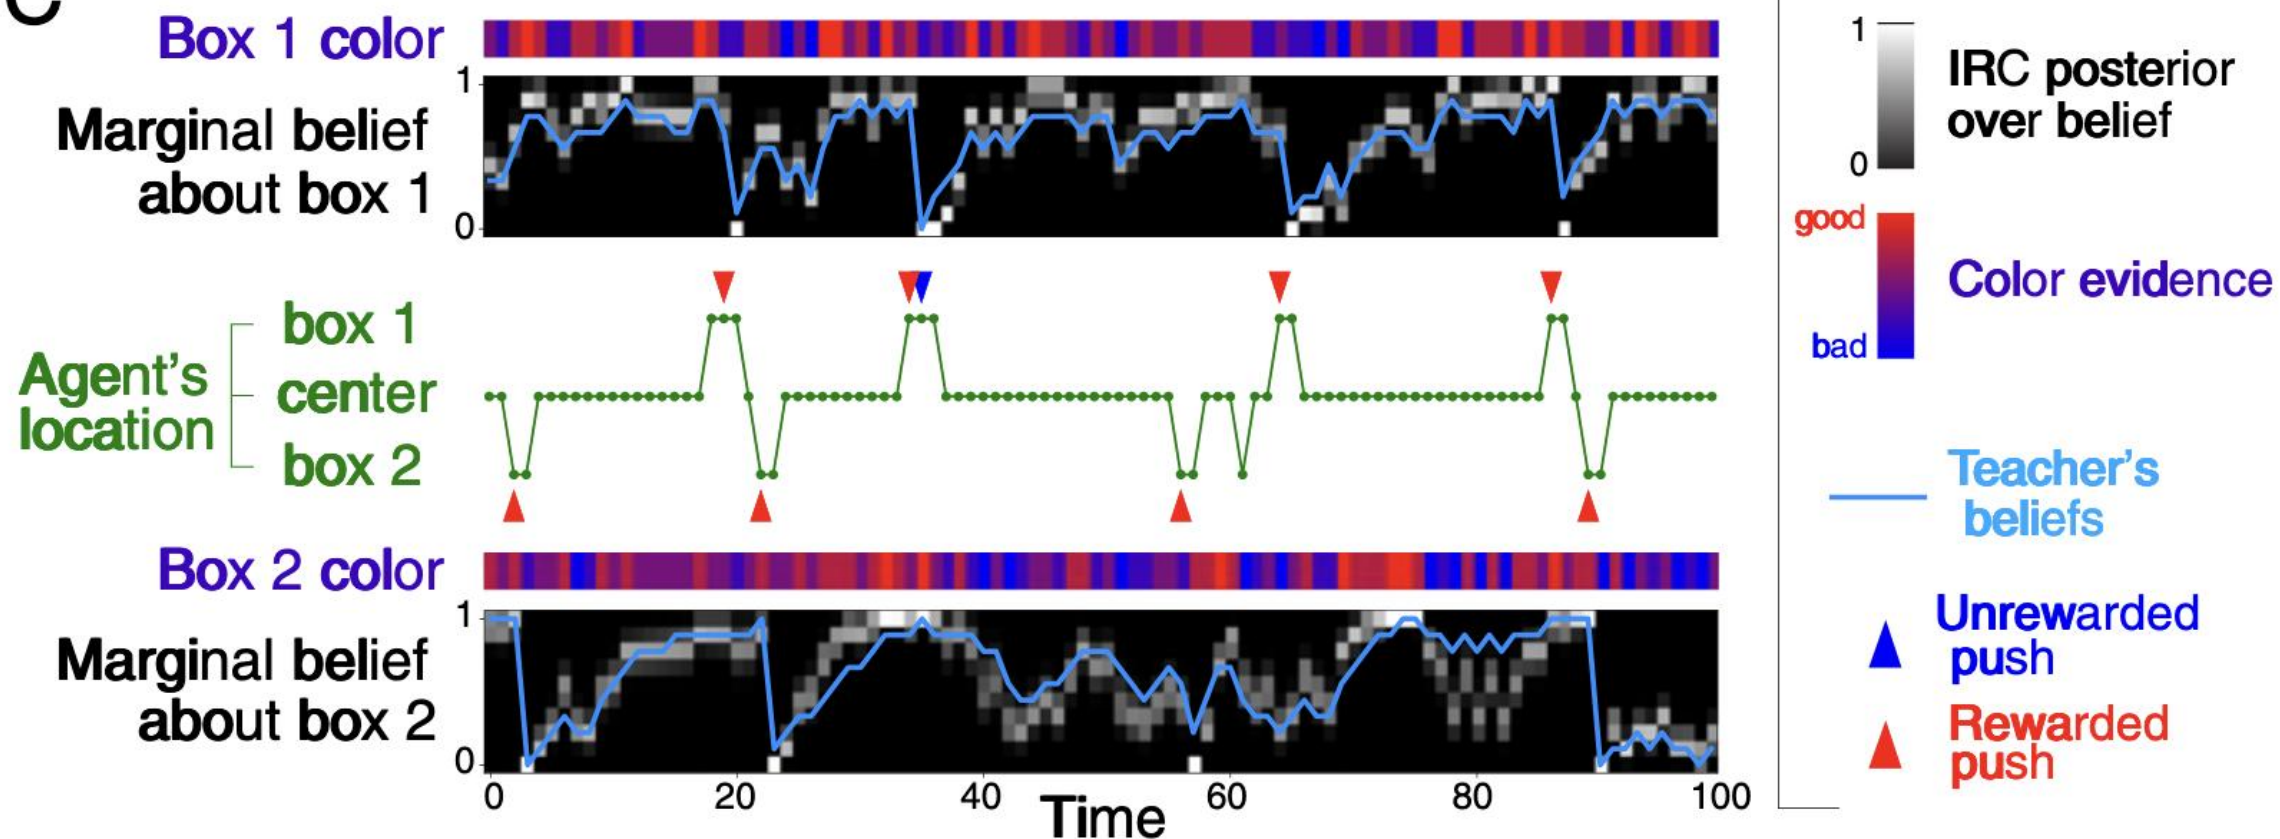 C
Box 1 color
1
Marginal belief
about box 1
0
box 1
Agent's
location
center
box 2
Box 2 color
1
Marginal belief
about box 2
0
0 20 40 60 80 100
Time
1
0
IRC posterior
over belief
good
bad
Color evidence
Teacher's
beliefs
Unrewarded
push
Rewarded
push